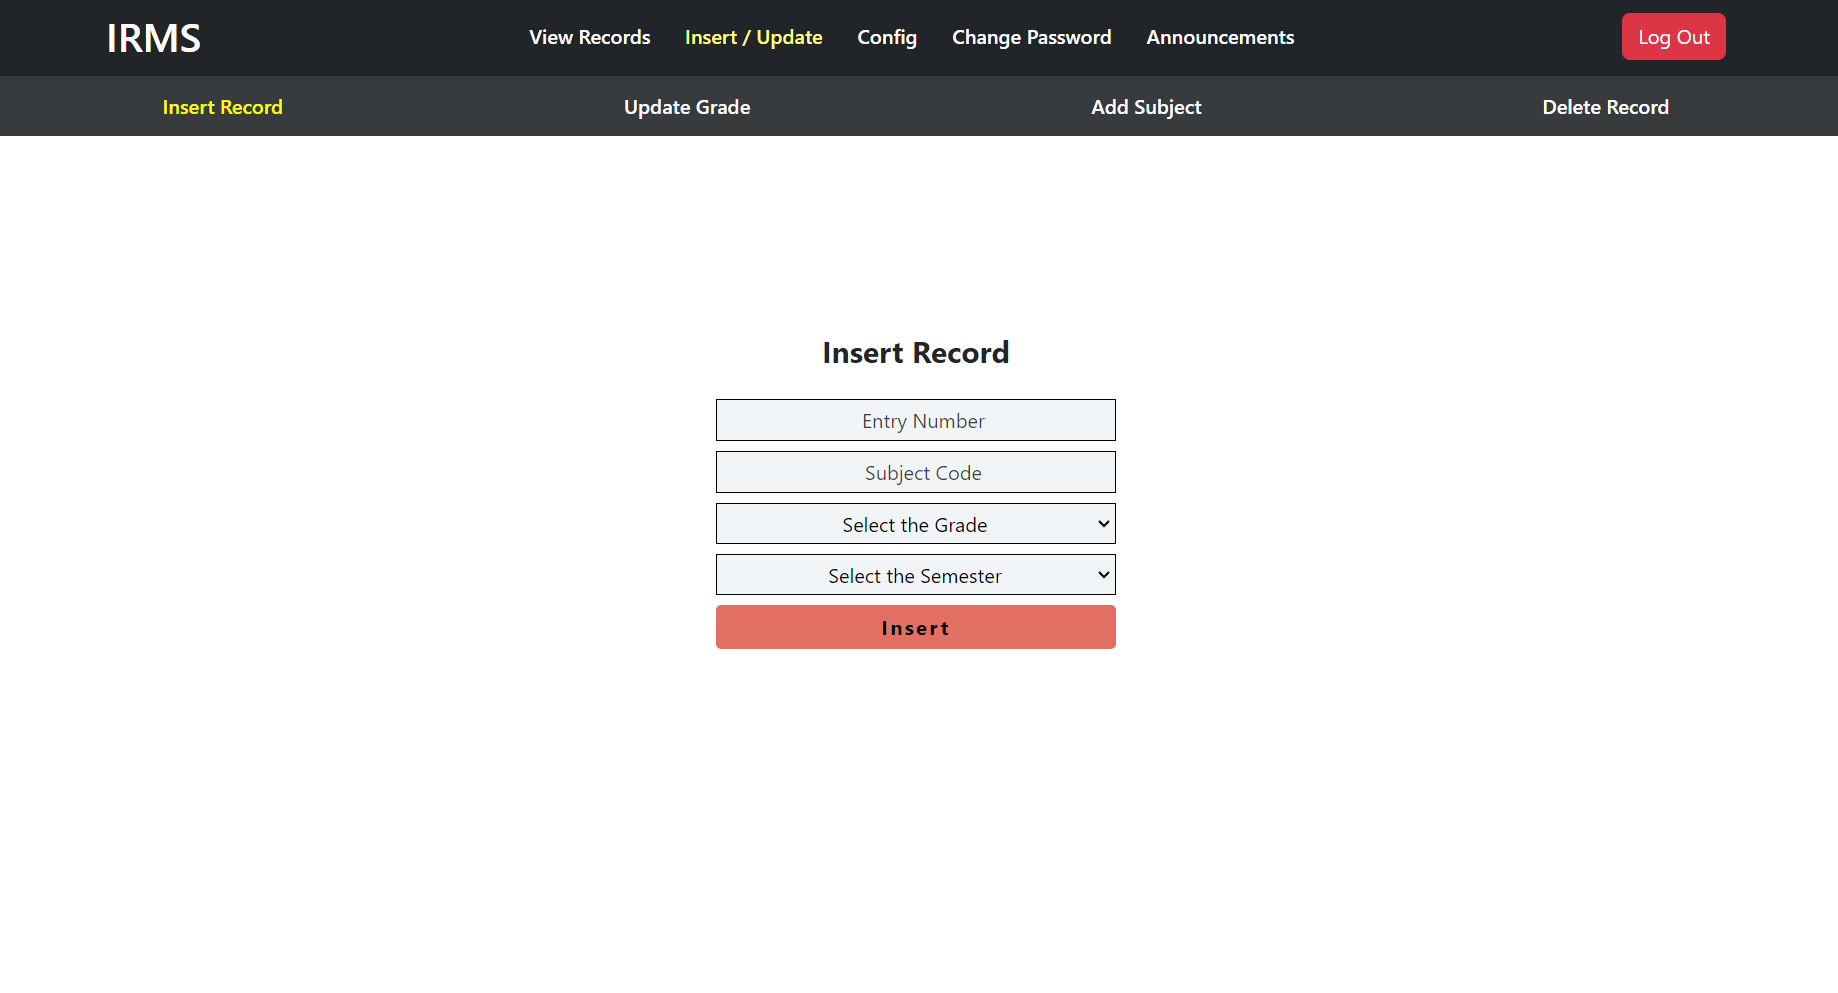 IRMS View Records Insert / Update Config Change Password Announcements Log Out
Insert Record Update Grade Add Subject Delete Record
Insert Record
Entry Number
Subject Code
Select the Grade
Select the Semester
Insert